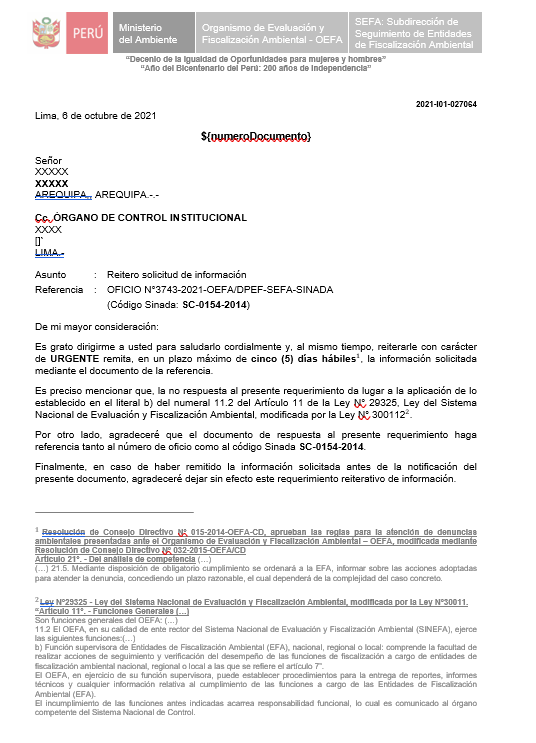 PERÚ
Ministerio
del Ambiente
Organismo de Evaluación y
Fiscalización Ambiental - OEFA
SEFA: Subdirección de
Seguimiento de Entidades
de Fiscalización Ambiental
“Decenio de la Igualdad de Oportunidades para mujeres y hombres”
“Año del Bicentenario del Perú: 200 años de Independencia”
2021-I01-027064
Lima, 6 de octubre de 2021
${numeroDocumento}
Señor
XXXXX
XXXXX
AREQUIPA., AREQUIPA.-.-
Cc. ÓRGANO DE CONTROL INSTITUCIONAL
XXXX
[]`
LIMA.-
Asunto : Reitero solicitud de información
Referencia : OFICIO N°3743-2021-OEFA/DPEF-SEFA-SINADA
(Código Sinada: SC-0154-2014)
De mi mayor consideración:
Es grato dirigirme a usted para saludarlo cordialmente y, al mismo tiempo, reiterarle con carácter
de URGENTE remita, en un plazo máximo de cinco (5) días hábiles1, la información solicitada
mediante el documento de la referencia.
Es preciso mencionar que, la no respuesta al presente requerimiento da lugar a la aplicación de lo
establecido en el literal b) del numeral 11.2 del Artículo 11 de la Ley N° 29325, Ley del Sistema
Nacional de Evaluación y Fiscalización Ambiental, modificada por la Ley N° 300112.
Por otro lado, agradeceré que el documento de respuesta al presente requerimiento haga
referencia tanto al número de oficio como al código Sinada SC-0154-2014.
Finalmente, en caso de haber remitido la información solicitada antes de la notificación del
presente documento, agradeceré dejar sin efecto este requerimiento reiterativo de información.
1 Resolución de Consejo Directivo N° 015-2014-OEFA-CD, aprueban las reglas para la atención de denuncias
ambientales presentadas ante el Organismo de Evaluación y Fiscalización Ambiental – OEFA, modificada mediante
Resolución de Consejo Directivo N° 032-2015-OEFA/CD
Artículo 21°. - Del análisis de competencia (…)
(…) 21.5. Mediante disposición de obligatorio cumplimiento se ordenará a la EFA, informar sobre las acciones adoptadas
para atender la denuncia, concediendo un plazo razonable, el cual dependerá de la complejidad del caso concreto.
2 Ley N°29325 - Ley del Sistema Nacional de Evaluación y Fiscalización Ambiental, modificada por la Ley N°30011.
“Artículo 11°. - Funciones Generales (…)
Son funciones generales del OEFA: (…)
11.2 El OEFA, en su calidad de ente rector del Sistema Nacional de Evaluación y Fiscalización Ambiental (SINEFA), ejerce
las siguientes funciones:(…)
b) Función supervisora de Entidades de Fiscalización Ambiental (EFA), nacional, regional o local: comprende la facultad de
realizar acciones de seguimiento y verificación del desempeño de las funciones de fiscalización a cargo de entidades de
fiscalización ambiental nacional, regional o local a las que se refiere el artículo 7”.
El OEFA, en ejercicio de su función supervisora, puede establecer procedimientos para la entrega de reportes, informes
técnicos y cualquier información relativa al cumplimiento de las funciones a cargo de las Entidades de Fiscalización
Ambiental (EFA).
El incumplimiento de las funciones antes indicadas acarrea responsabilidad funcional, lo cual es comunicado al órgano
competente del Sistema Nacional de Control.